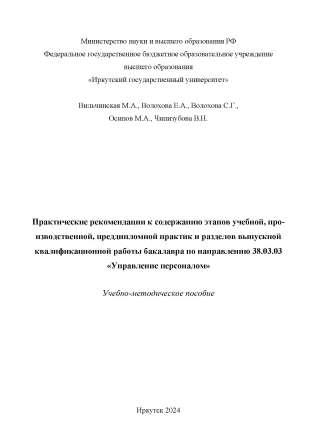 Министерство науки и высшего образования РФ
Федеральное государственное бюджетное образовательное учреждение
высшего образования
«Иркутский государственный университет»
Вильчинская М.А., Волохова Е.А., Волохова С.Г.,
Осипов М.А., Чипизубова В.Н.
Практические рекомендации к содержанию этапов учебной, про-
изводственной, преддипломной практик и разделов выпускной
квалификационной работы бакалавра по направлению 38.03.03
«Управление персоналом»
Учебно-методическое пособие
Иркутск 2024